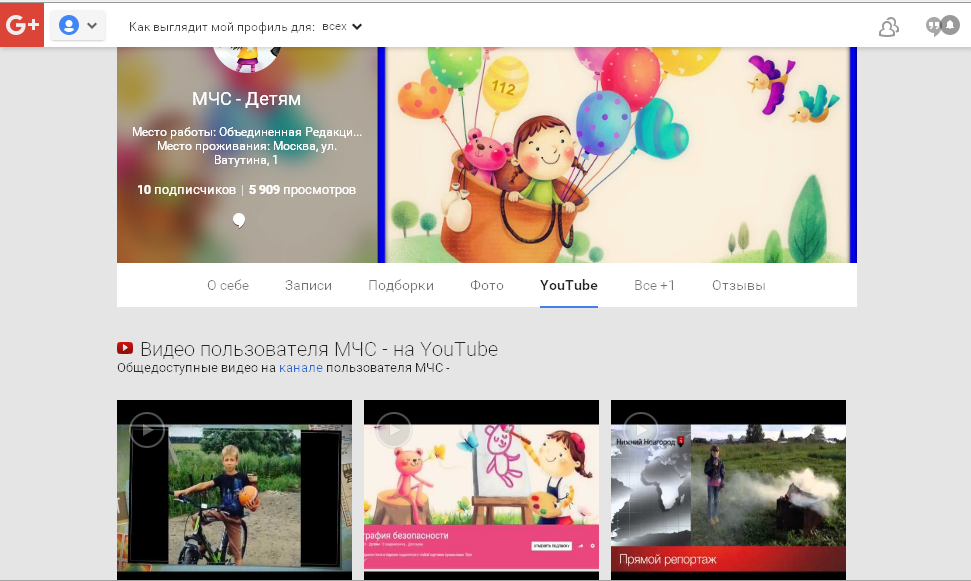 G+
Как выглядит мой профиль для: всех
МЧС - Детям
Место работы: Объединенная Редакци...
Место проживания: Москва, ул.
Ватутина, 1
10 подписчиков | 5 909 просмотров
112
О себе Записи Подборки Фото YouTube Все +1 Отзывы
Видео пользователя МЧС - на YouTube
Общедоступные видео на канале пользователя МЧС -
Нижний Новгород
графия безопасности
Прямой репортаж